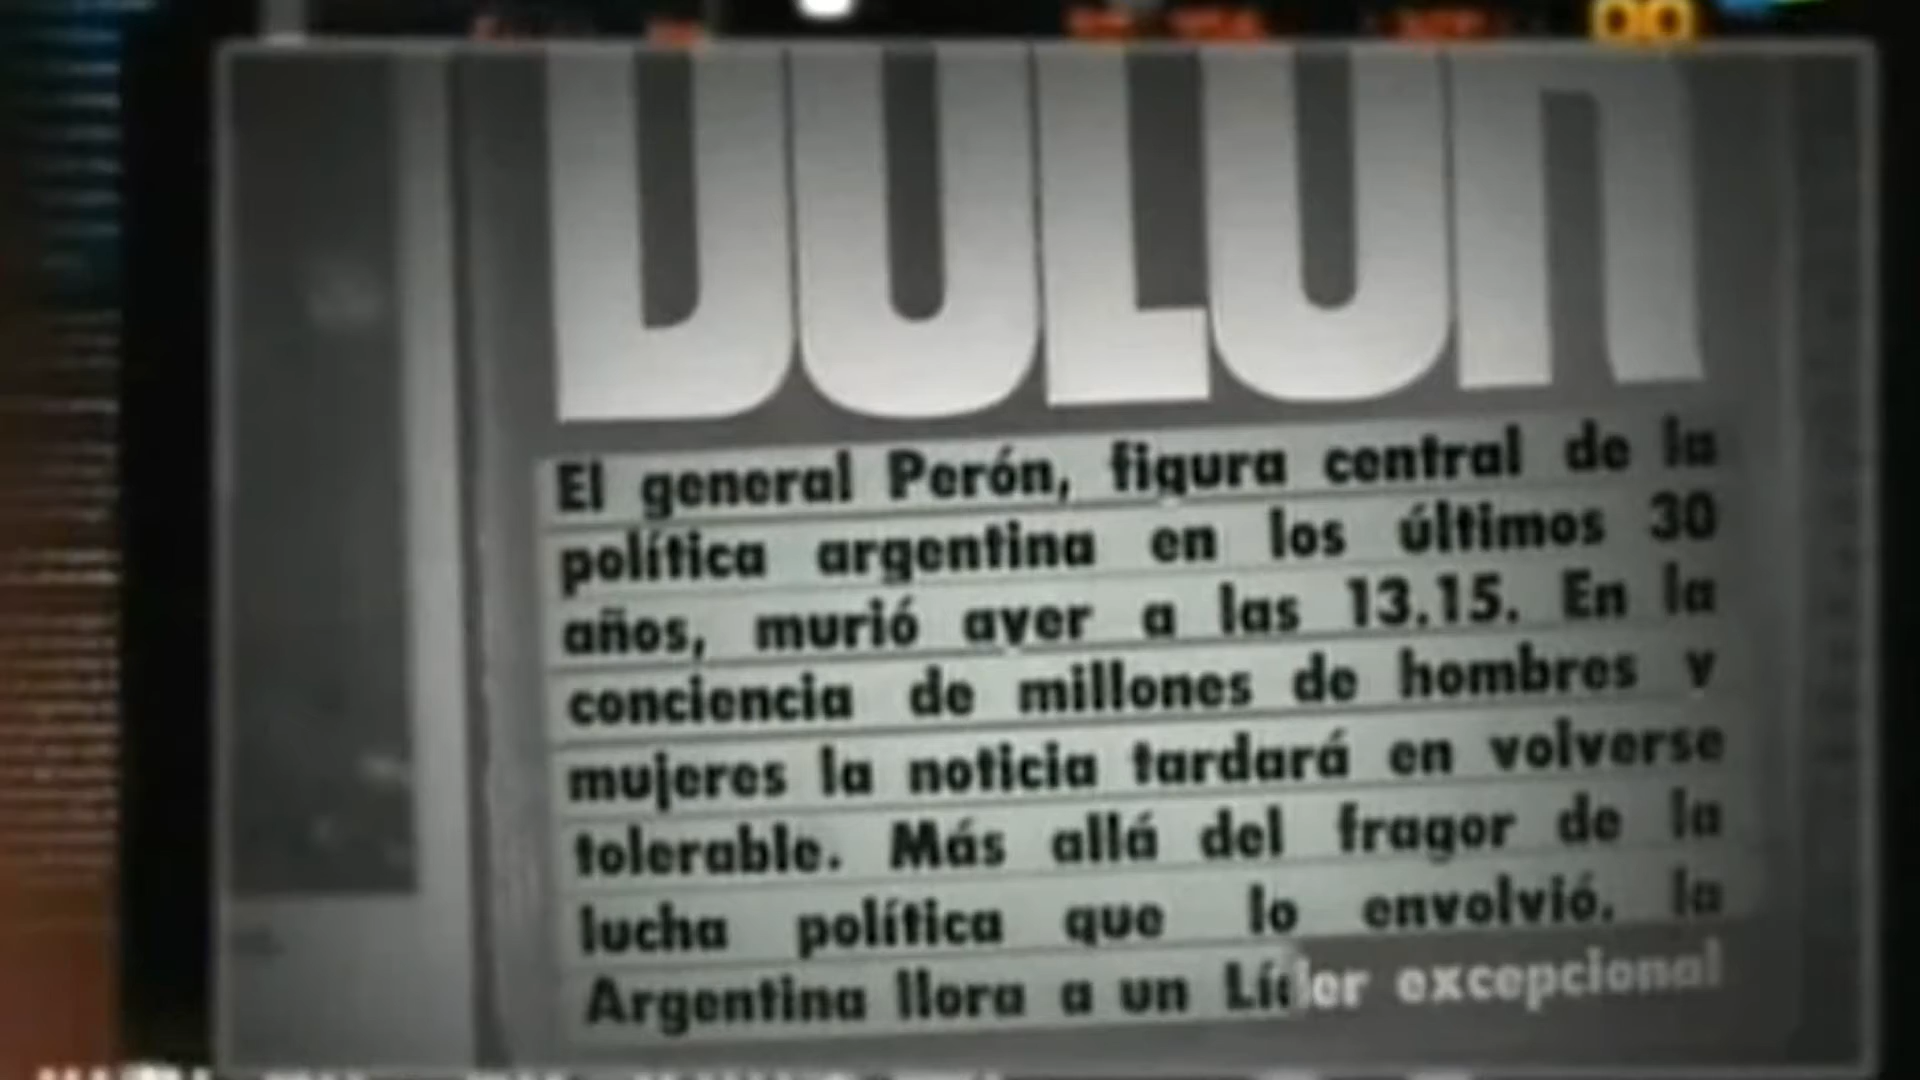 DOLOR
El general Perón, figura central de la
política argentina en los últimos 30
años, murió ayer a las 13.15. En la
conciencia de millones de hombres y
mujeres la noticia tardará en volverse
tolerable. Más allá del fragor de la
lucha política que lo envolvió, la
Argentina llora a un Líder excepcional